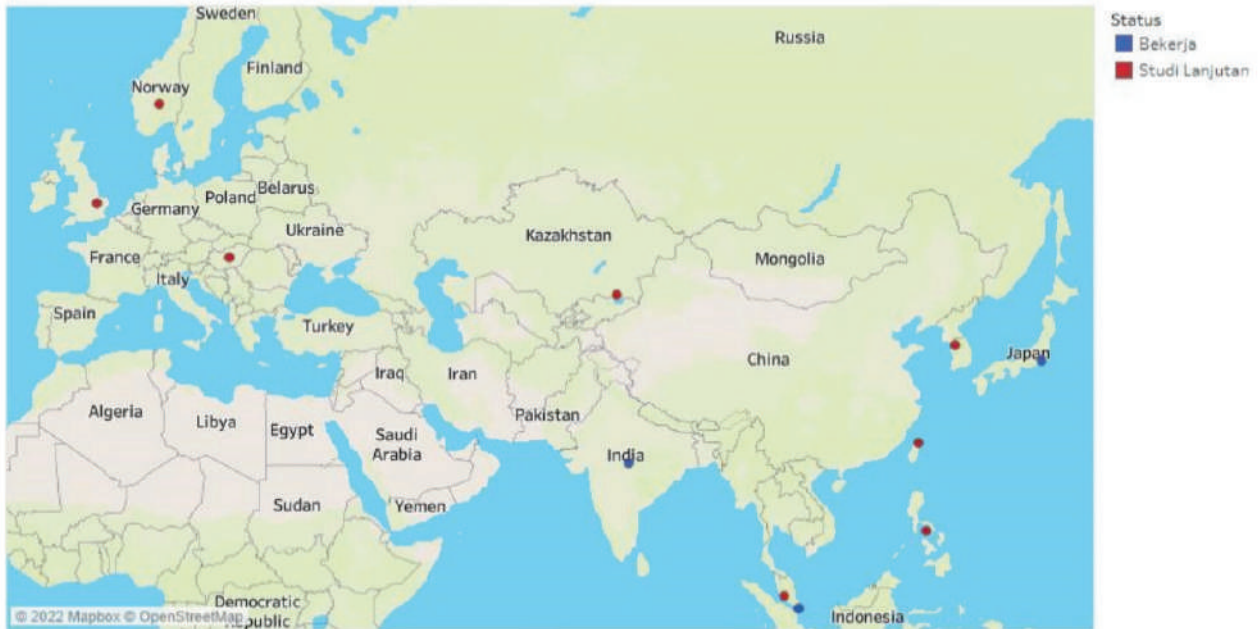 Sweden
Russia
Status
Bekerja
Studi Lanjutan
Finland
Norway
Belarus
Poland
Germany
Ukraine
Kazakhstan
France
Mongolia
Italy
Spain
Turkey
Japan
China
Iraq
Iran
Algeria
Pakistan
Libya
Egypt
Saudi
Arabia
India
Sudan
Yemen
Democratic
Republic
Indonesia
© 2022 Mapbox © OpenStreetMap